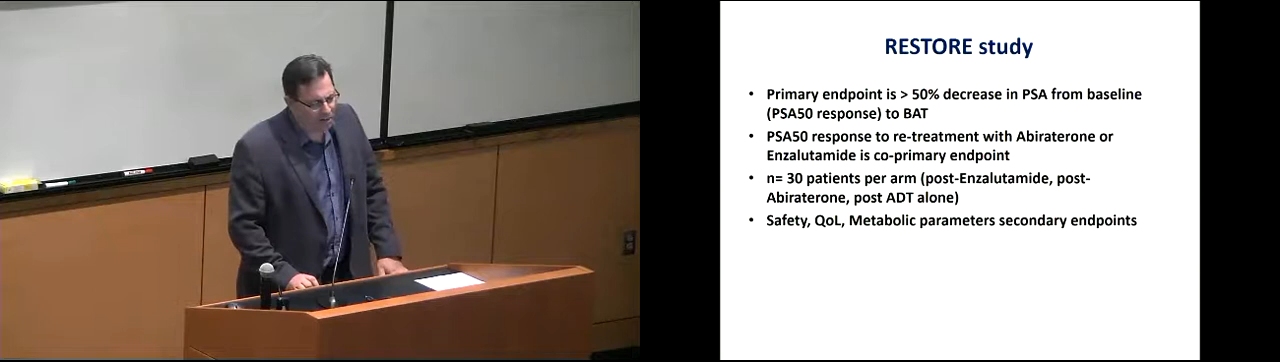 RESTORE study
• Primary endpoint is > 50% decrease in PSA from baseline
(PSA50 response) to BAT
• PSA50 response to re-treatment with Abiraterone or
Enzalutamide is co-primary endpoint
• n= 30 patients per arm (post-Enzalutamide, post-
Abiraterone, post ADT alone)
• Safety, QoL, Metabolic parameters secondary endpoints